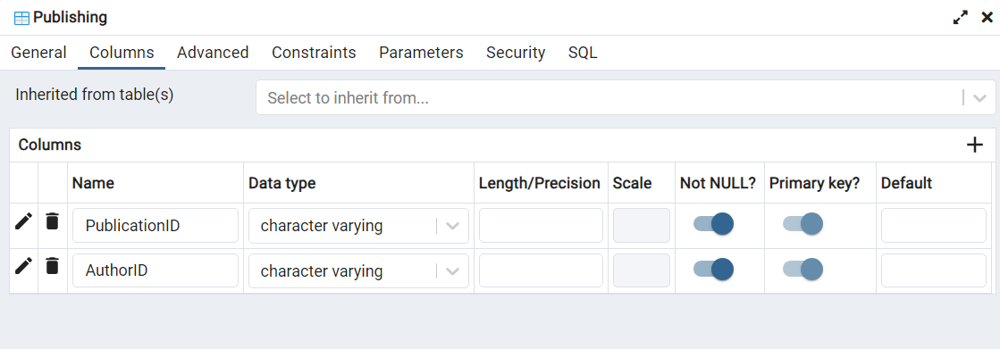 Publishing
General Columns Advanced Constraints Parameters Security SQL
Inherited from table(s) Select to inherit from...
Columns
Name Data type Length/Precision Scale Not NULL? Primary key? Default
PublicationID character varying
AuthorID character varying